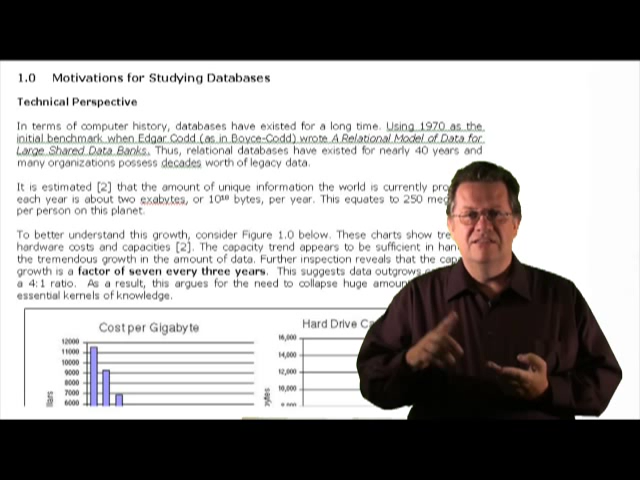 1.0 Motivations for Studying Databases
Technical Perspective
In terms of computer history, databases have existed for a long time. Using 1970 as the
initial benchmark when Edgar Codd (as in Boyce-Codd) wrote A Relational Model of Data for
Large Shared Data Banks. Thus, relational databases have existed for nearly 40 years and
many organizations possess decades worth of legacy data.
It is estimated [2] that the amount of unique information the world is currently
each year is about two exabytes, or 10¹⁸ bytes, per year. This equates to 250
per person on this planet.
To better understand this growth, consider Figure 1.0 below. These charts show
hardware costs and capacities [2]. The capacity trend appears to be sufficient in
the tremendous growth in the amount of data. Further inspection reveals that the
growth is a factor of seven every three years. This suggests data outgrows
a 4:1 ratio. As a result, this argues for the need to collapse huge
essential kernels of knowledge.
Cost per Gigabyte
Hard Drive
12000
11000
10000
9000
8000
7000
6000
16,000
14,000
12,000
10,000